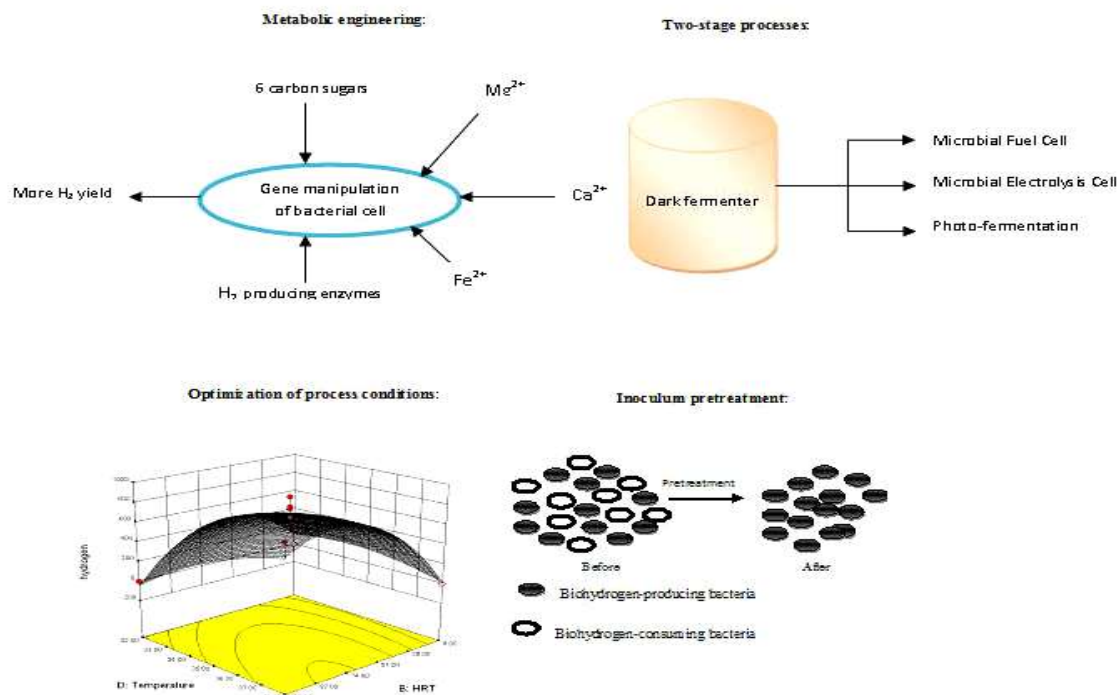 Metabolic engineering:
Two-stage processes:
6 carbon sugars
Mg²⁺
More H₂ yield
Gene manipulation
of bacterial cell
Ca²⁺
Fe²⁺
H₂ producing enzymes
Dark fermenter
Microbial Fuel Cell
Microbial Electrolysis Cell
Photo-fermentation
Optimization of process conditions:
Inoculum pretreatment:
hydrogen
D: Temperature
B: HRT
Pretreatment
Before
After
Biohydrogen-producing bacteria
Biohydrogen-consuming bacteria